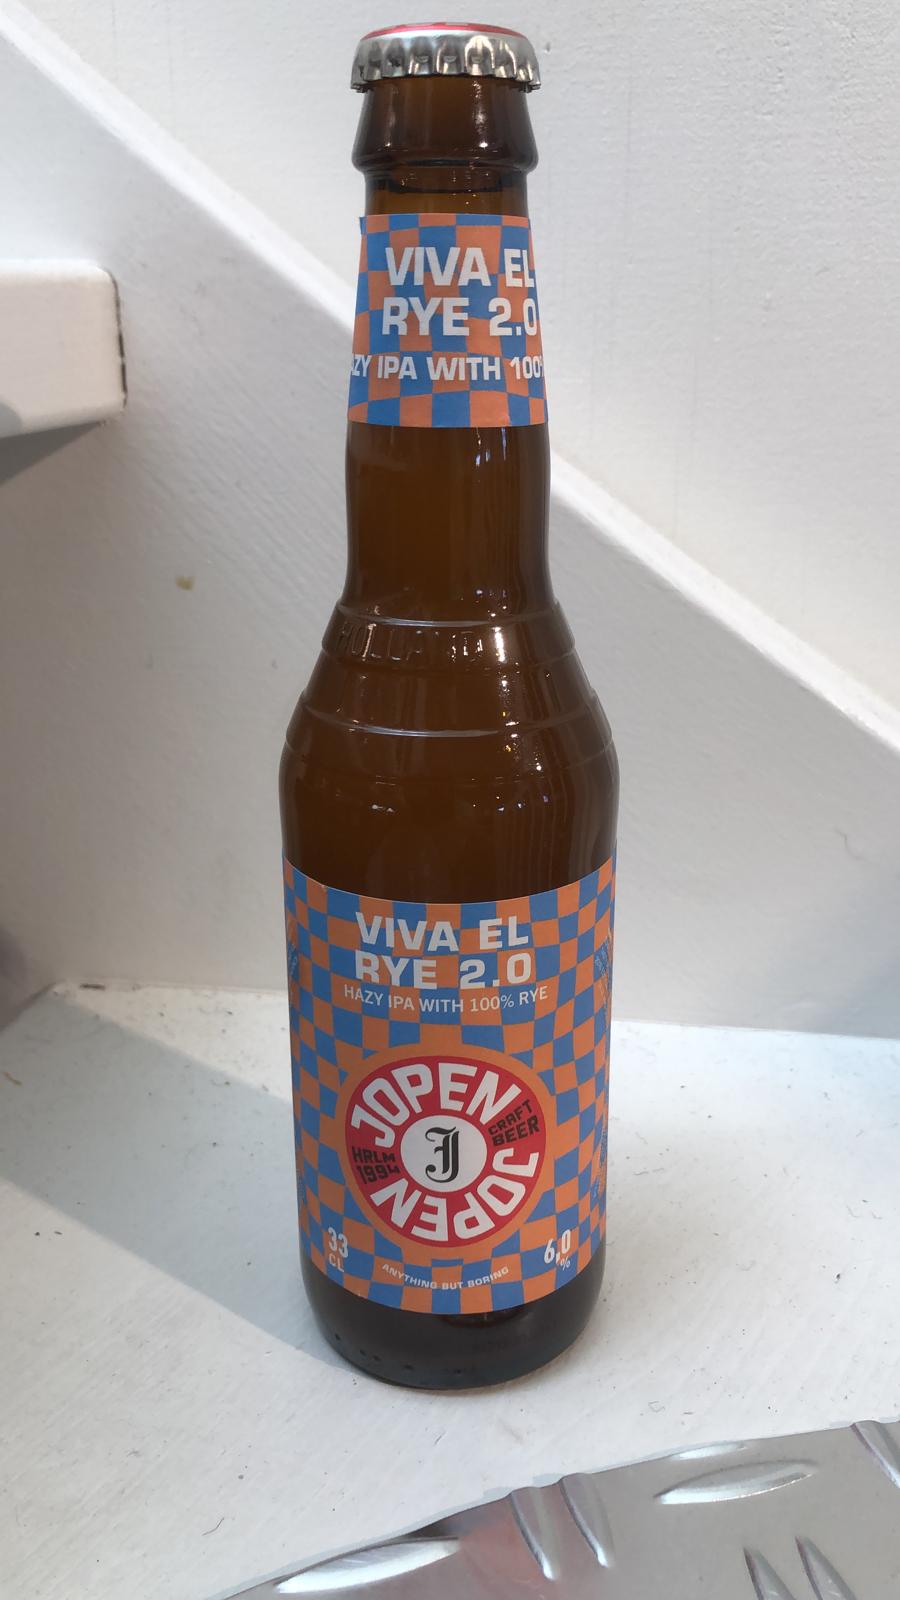 VIVA EL
RYE 2.0
AZY IPA WITH 100%
HOLLAND
VIVA EL
RYE 2.0
HAZY IPA WITH 100% RYE
JOPEN
CRAFT
BEER
J
HRLM
1994
JOPEN
33
CL
6,0
%
ANYTHING BUT BORING